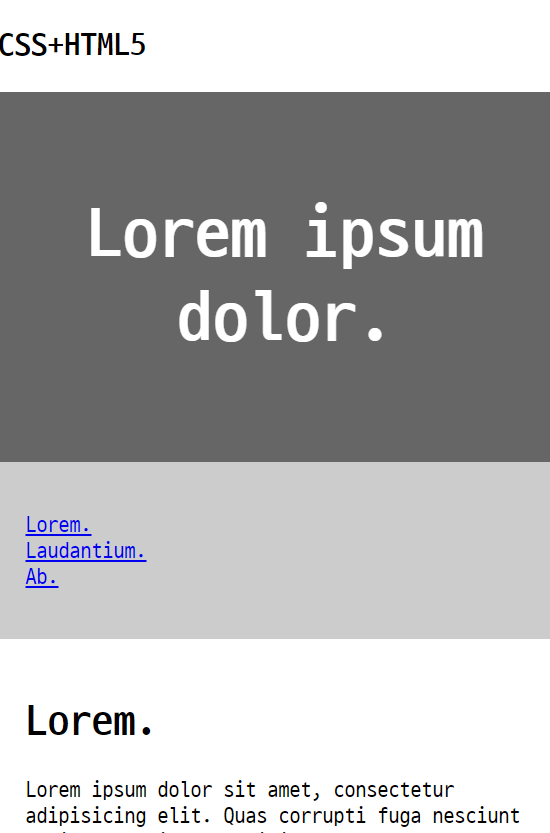 CSS+HTML5
Lorem ipsum
dolor.
Lorem.
Laudantium.
Ab.
Lorem.
Lorem ipsum dolor sit amet, consectetur
adipisicing elit. Quas corrupti fuga nesciunt